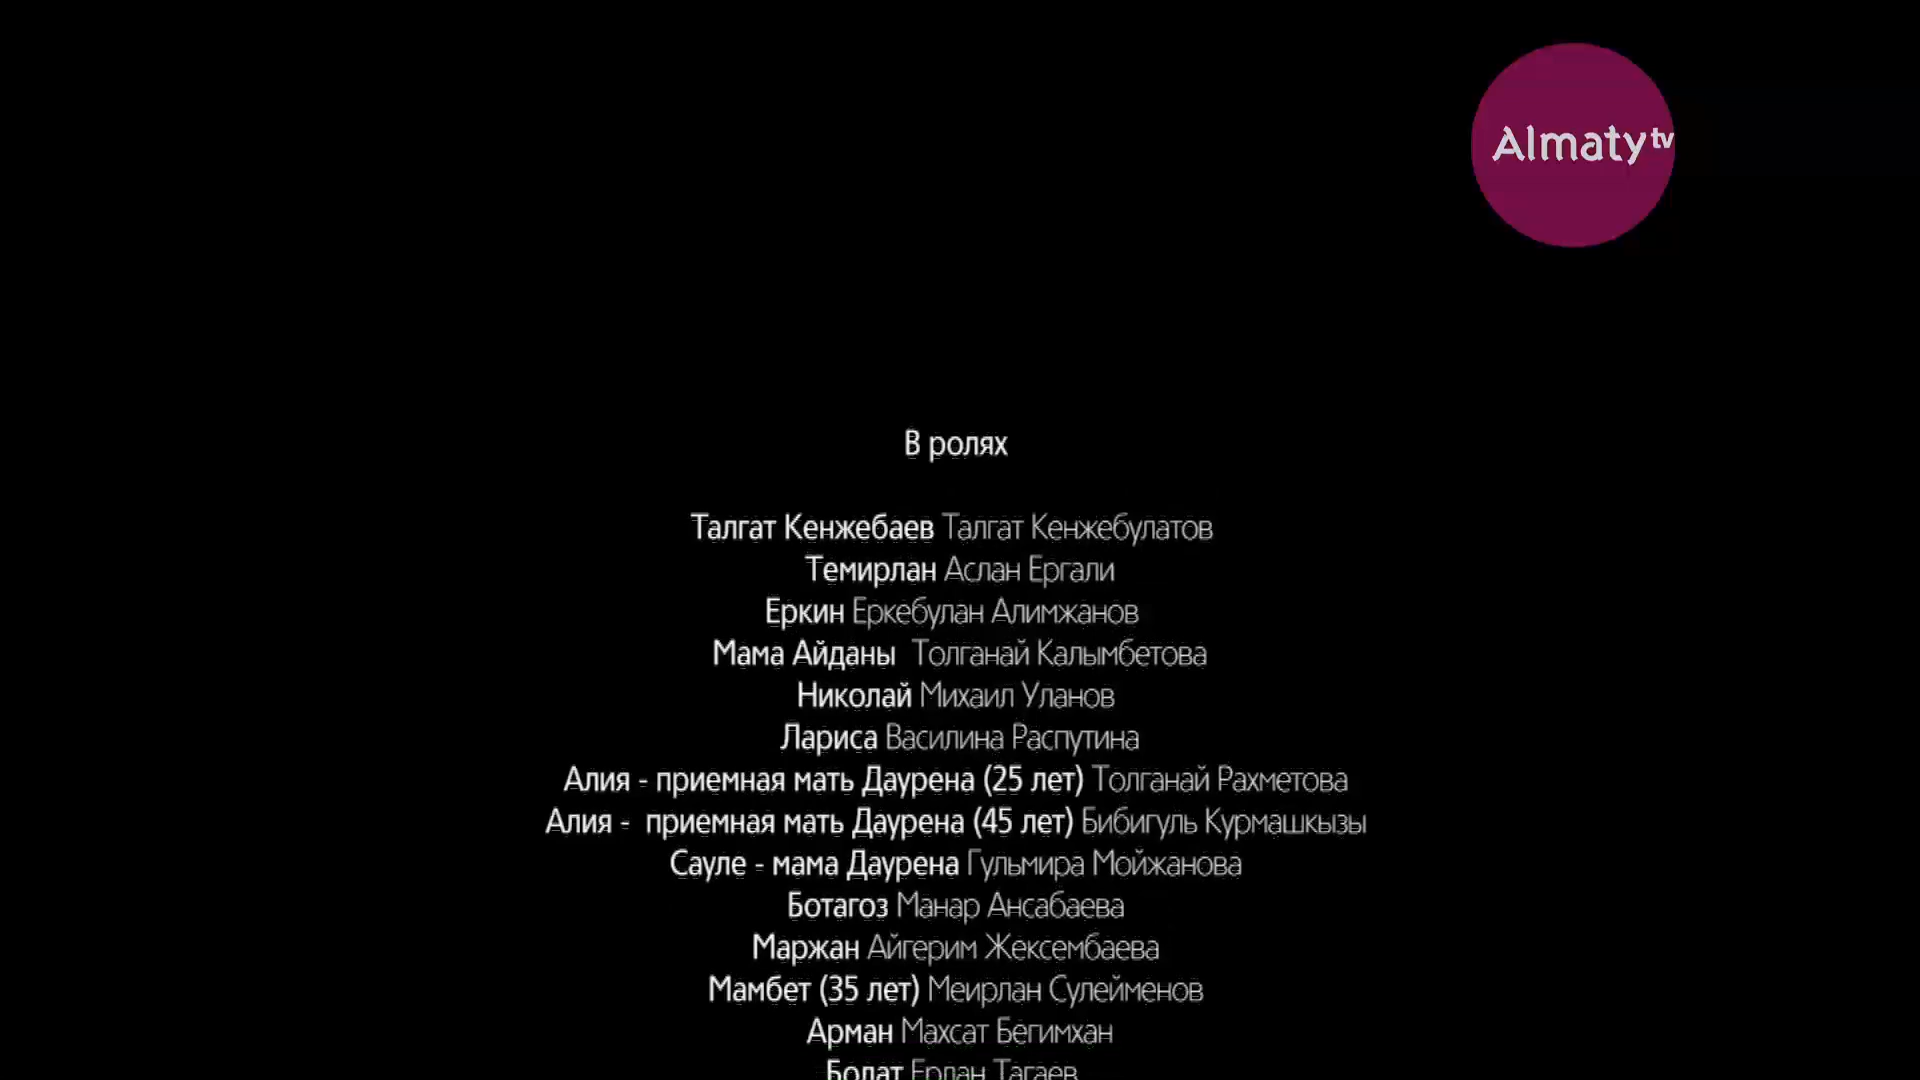 Almaty tv
В ролях
Талгат Кенжебаев Талгат Кенжебулатов
Темирлан Аслан Ергали
Еркин Еркебулан Алимжанов
Мама Айданы Толганай Калымбетова
Николай Михаил Уланов
Лариса Василина Распутина
Алия - приемная мать Даурена (25 лет) Толганай Рахметова
Алия - приемная мать Даурена (45 лет) Бибигуль Курмашкызы
Сауле - мама Даурена Гульмира Мойжанова
Ботагоз Манар Ансабаева
Маржан Айгерим Жексембаева
Мамбет (35 лет) Меирлан Сулейменов
Арман Махсат Бегимхан
Болат Ерлан Тагаев